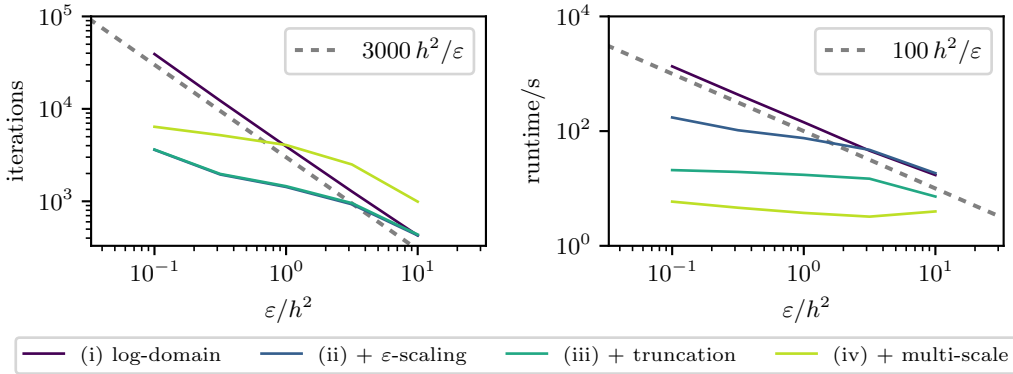 10^5
10^4
10^3
iterations
3000 h^2/ε
10^{-1}
10^0
10^1
ε/h^2
10^4
10^2
10^0
runtime/s
100 h^2/ε
10^{-1}
10^0
10^1
ε/h^2
(i) log-domain
(ii) + ε-scaling
(iii) + truncation
(iv) + multi-scale